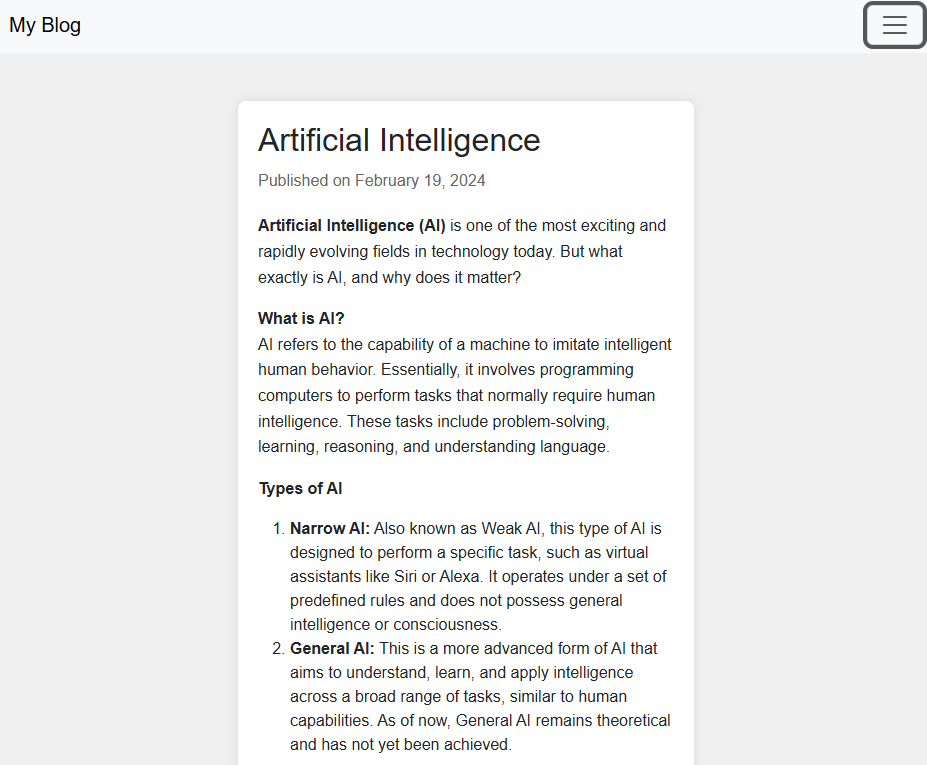 My Blog
Artificial Intelligence
Published on February 19, 2024
Artificial Intelligence (AI) is one of the most exciting and
rapidly evolving fields in technology today. But what
exactly is AI, and why does it matter?
What is AI?
AI refers to the capability of a machine to imitate intelligent
human behavior. Essentially, it involves programming
computers to perform tasks that normally require human
intelligence. These tasks include problem-solving,
learning, reasoning, and understanding language.
Types of AI
1. Narrow AI: Also known as Weak AI, this type of AI is
designed to perform a specific task, such as virtual
assistants like Siri or Alexa. It operates under a set of
predefined rules and does not possess general
intelligence or consciousness.
2. General AI: This is a more advanced form of AI that
aims to understand, learn, and apply intelligence
across a broad range of tasks, similar to human
capabilities. As of now, General AI remains theoretical
and has not yet been achieved.